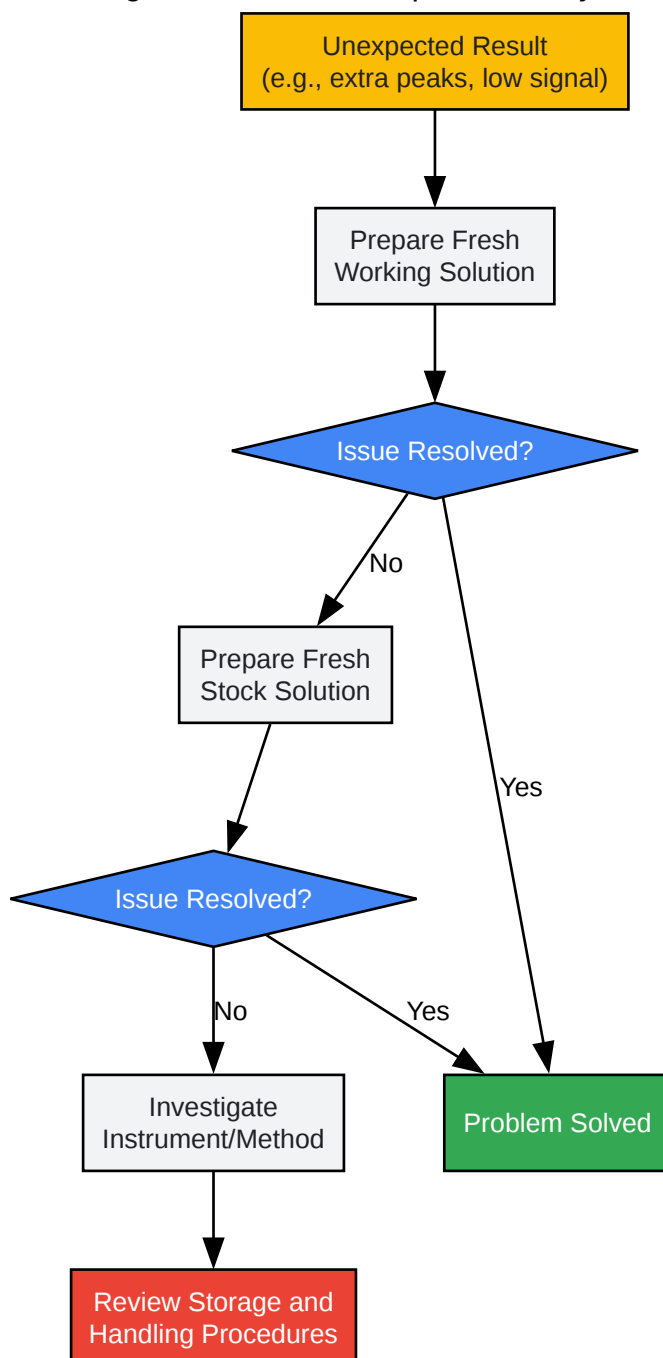 Unexpected Result
(e.g., extra peaks, low signal)
Prepare Fresh
Working Solution
Issue Resolved?
No
Prepare Fresh
Stock Solution
Yes
Issue Resolved?
No
Yes
Investigate
Instrument/Method
Problem Solved
Review Storage and
Handling Procedures